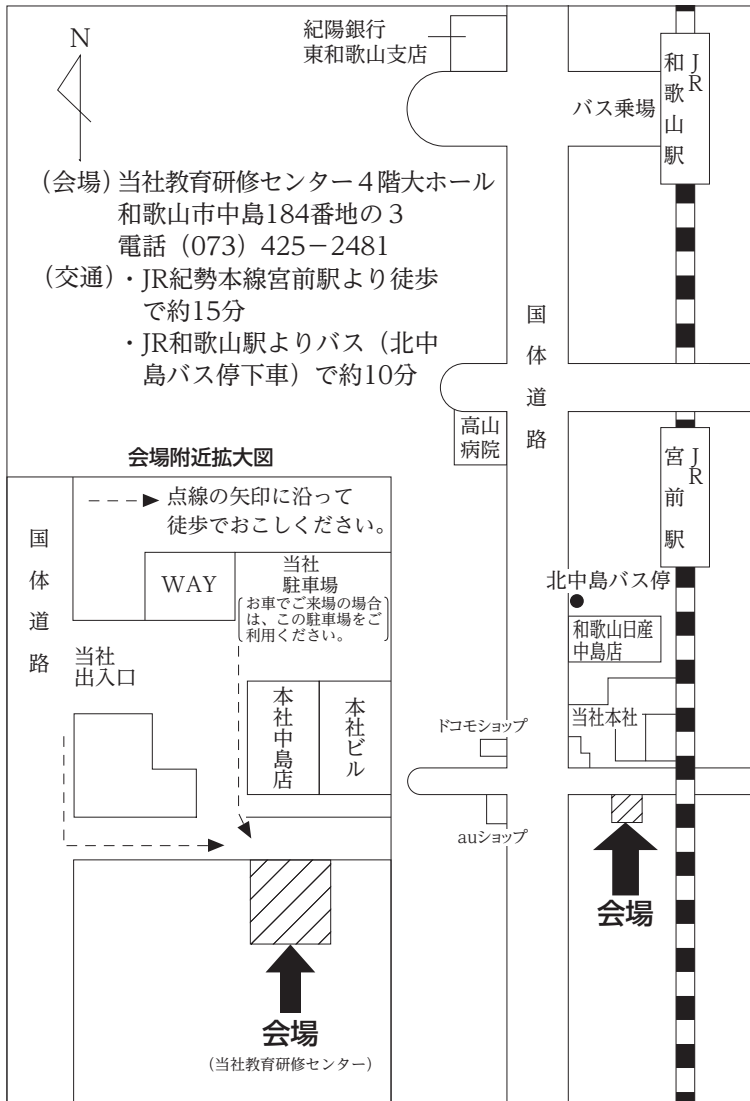 N
紀陽銀行
東和歌山支店
バス乗場
JR
和歌山駅
(会場) 当社教育研修センター４階大ホール
和歌山市中島184番地の３
電話（073）425－2481
(交通) ・JR紀勢本線宮前駅より徒歩
で約15分
・JR和歌山駅よりバス（北中
島バス停下車）で約10分
国体道路
高山
病院
JR
宮前駅
北中島バス停
和歌山日産
中島店
当社本社
ドコモショップ
auショップ
会場
会場附近拡大図
点線の矢印に沿って
徒歩でおこしください。
国体道路
WAY
当社
駐車場
お車でご来場の場合
は、この駐車場をご
利用ください。
当社
出入口
本社中島店
本社ビル
会場
(当社教育研修センター)